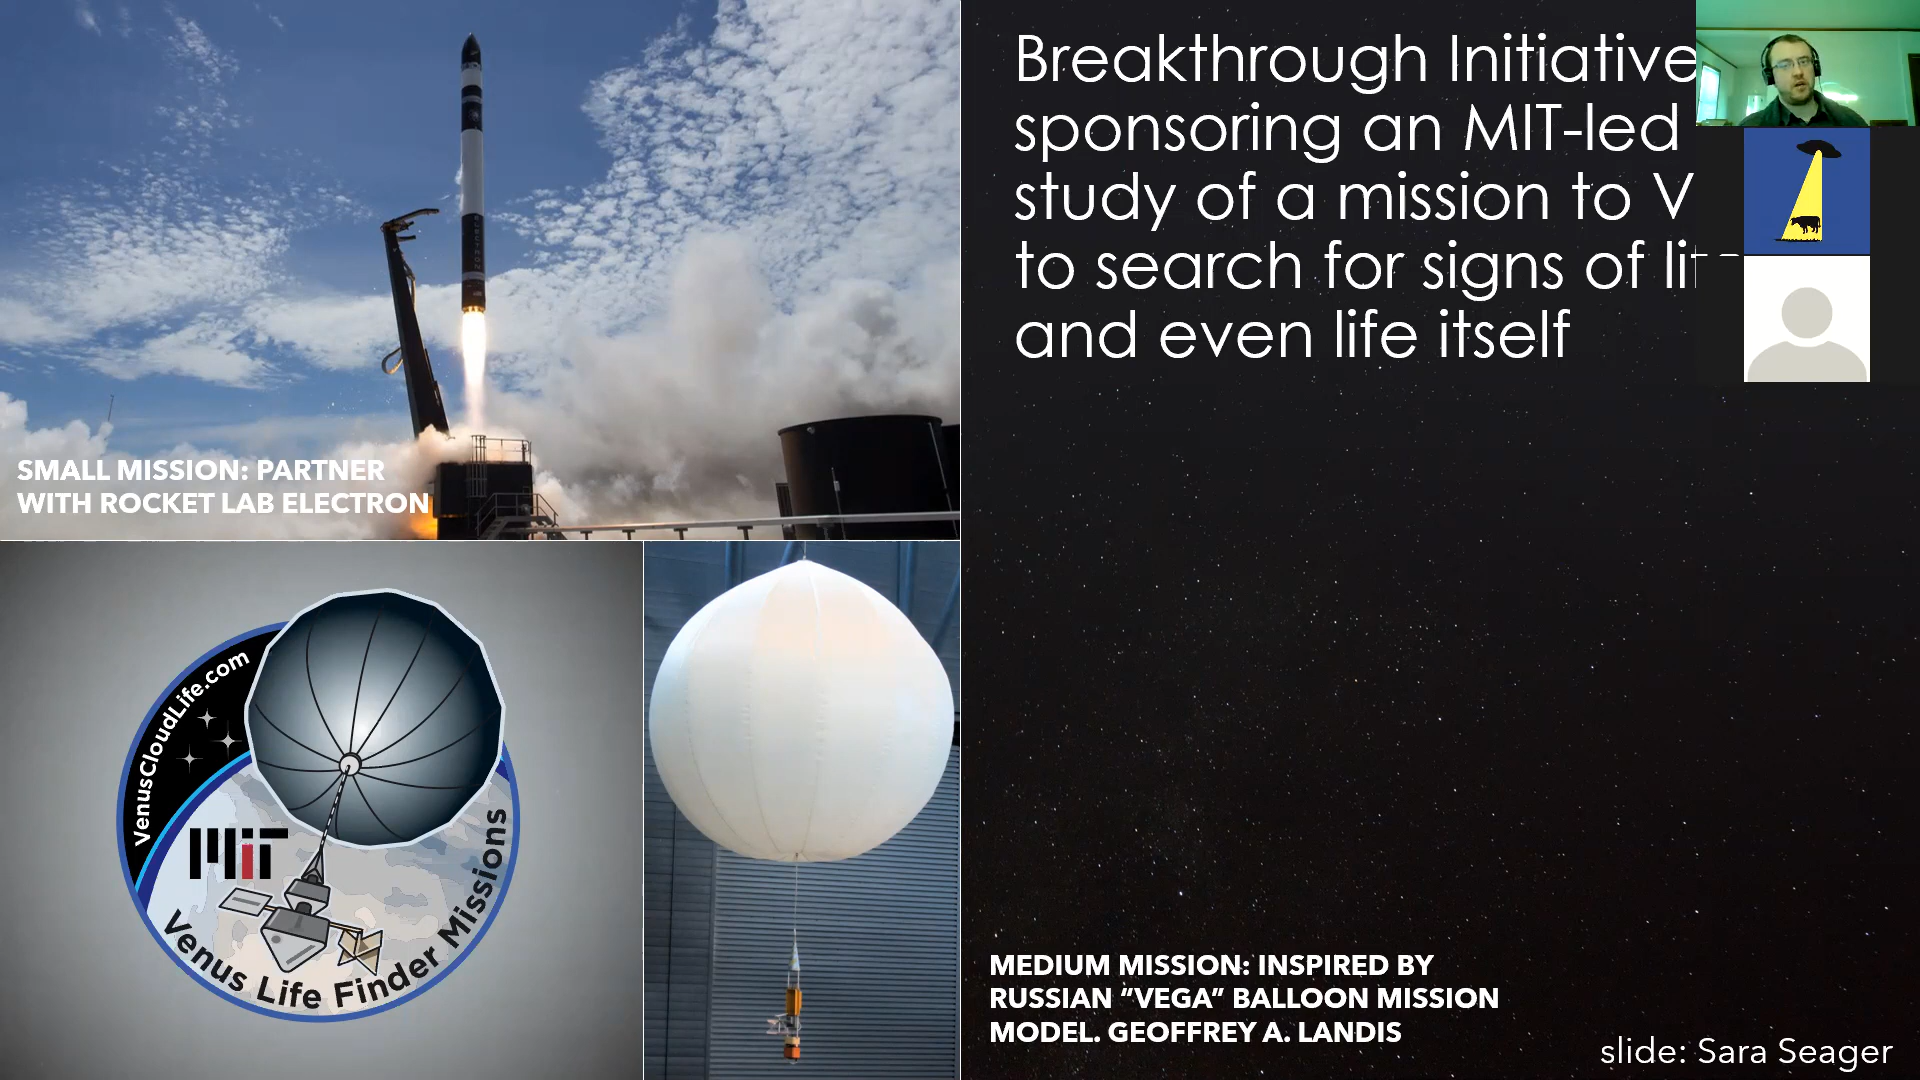 Breakthrough Initiative
sponsoring an MIT-led
study of a mission to V
to search for signs of li
and even life itself
SMALL MISSION: PARTNER
WITH ROCKET LAB ELECTRON
ELECTRON
VenusCloudLife.com
MIT
Venus Life Finder Missions
MEDIUM MISSION: INSPIRED BY
RUSSIAN “VEGA” BALLOON MISSION
MODEL. GEOFFREY A. LANDIS
slide: Sara Seager